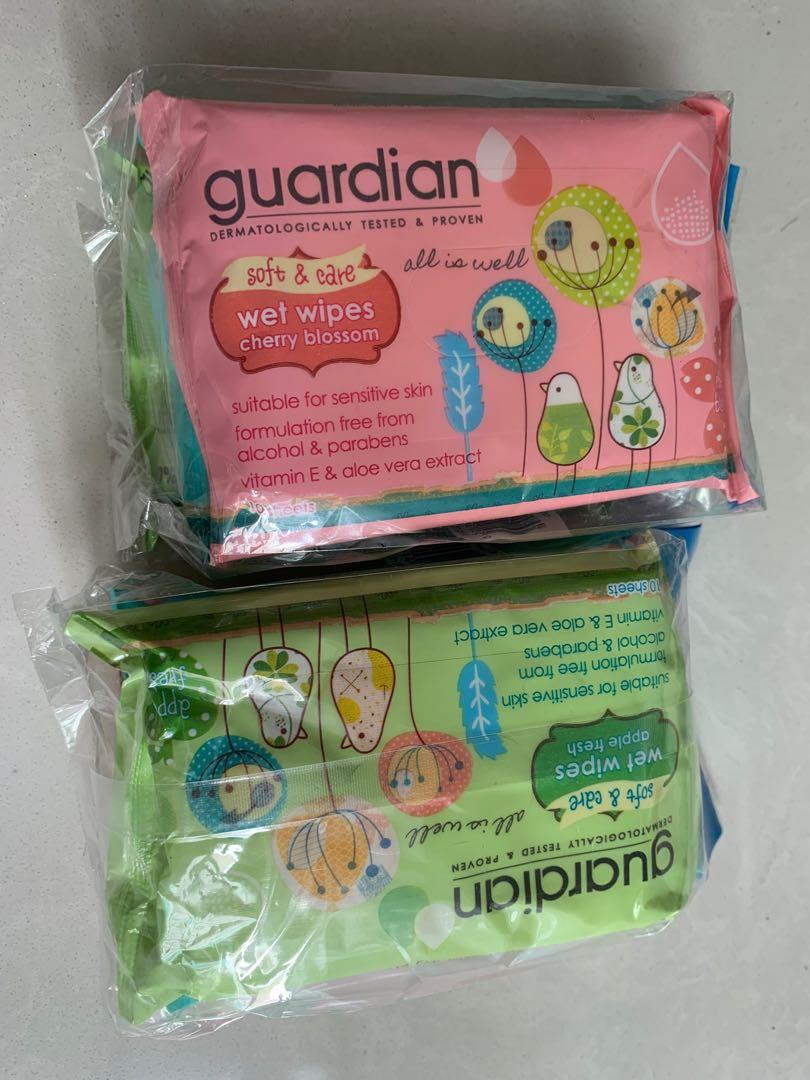 guardian
DERMATOLOGICALLY TESTED & PROVEN
all is well
soft & care
wet wipes
cherry blossom
suitable for sensitive skin
formulation free from
alcohol & parabens
vitamin E & aloe vera extract
sheets
guardian
DERMATOLOGICALLY TESTED & PROVEN
all is well
soft & care
wet wipes
apple fresh
suitable for sensitive skin
formulation free from
alcohol & parabens
vitamin E & aloe vera extract
10 sheets